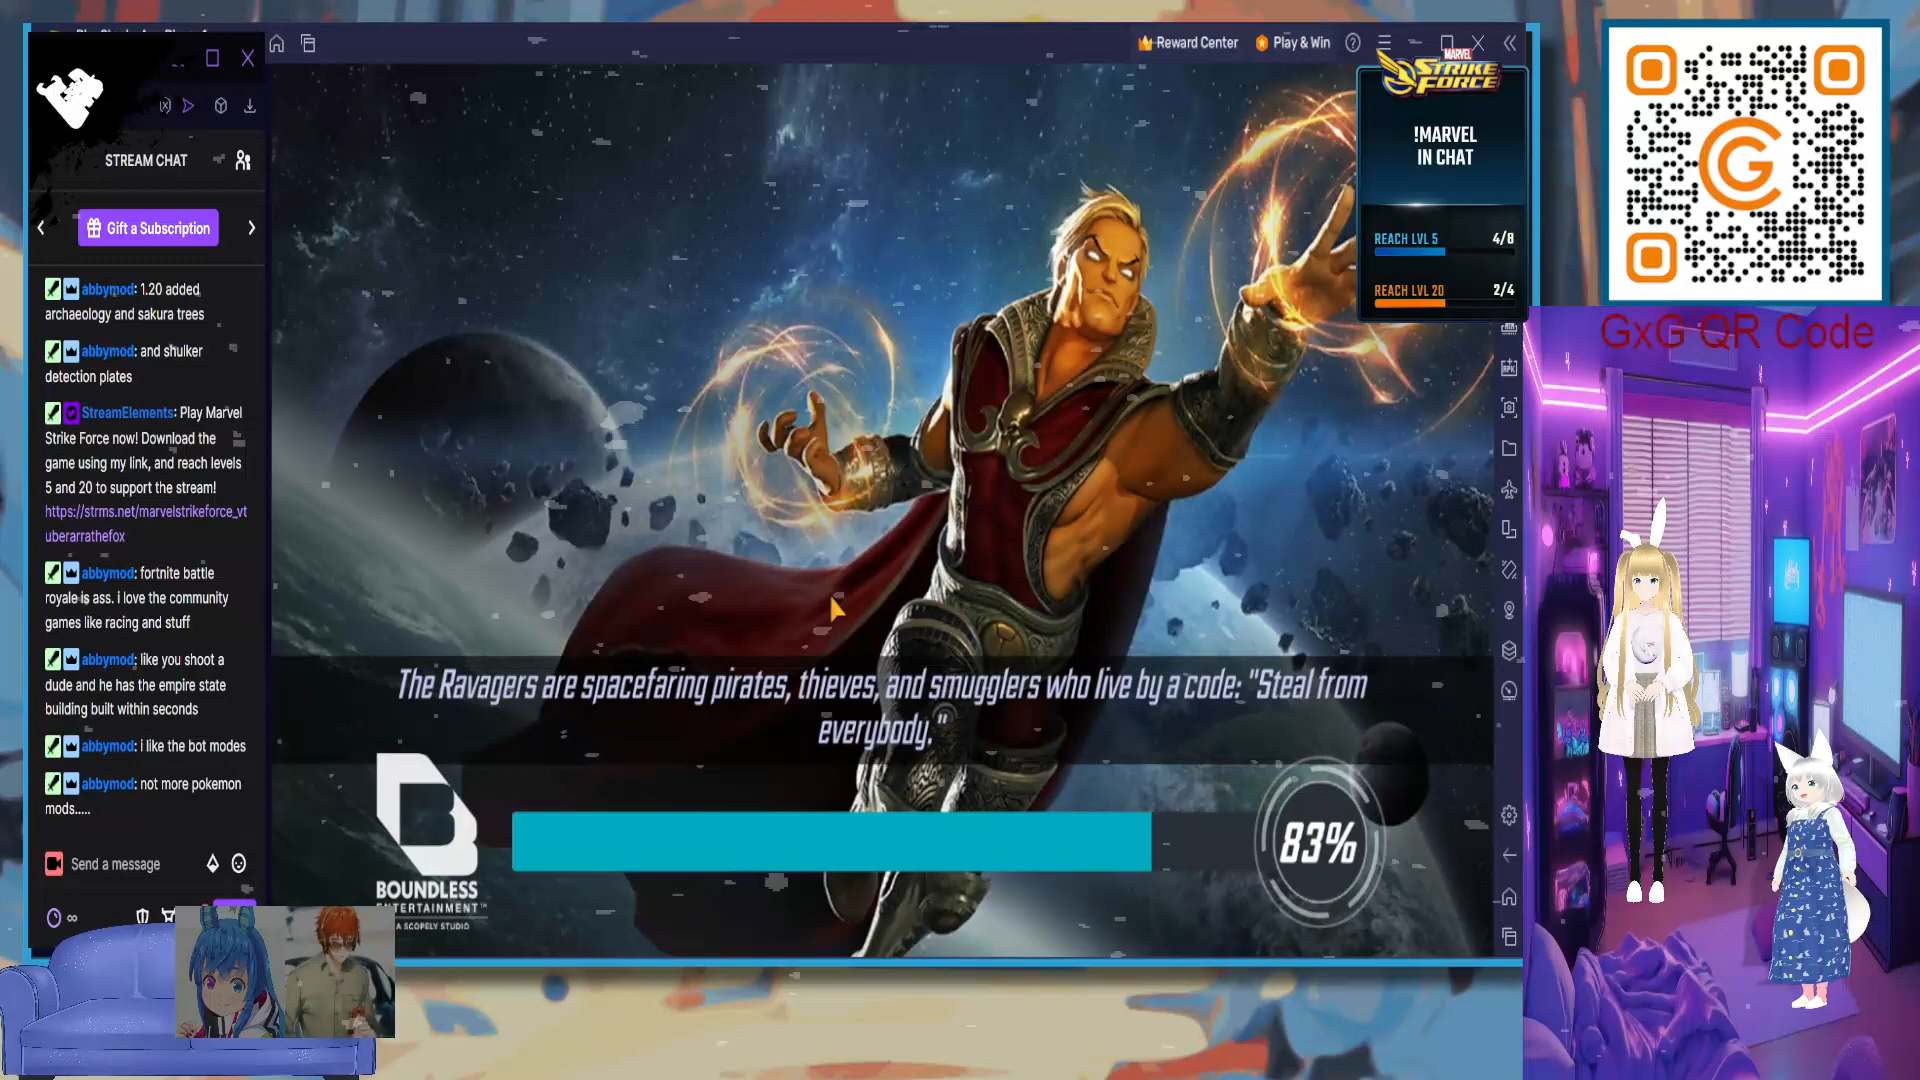 Reward Center
Play & Win
STREAM CHAT
Gift a Subscription
abbymod: 1.20 added
archaeology and sakura trees
abbymod: and shulker
detection plates
StreamElements: Play Marvel
Strike Force now! Download the
game using my link, and reach levels
5 and 20 to support the stream!
https://strms.net/marvelstrikeforce_vt
uberarrathefox
abbymod: fortnite battle
royale is ass. i love the community
games like racing and stuff
abbymod: like you shoot a
dude and he has the empire state
building built within seconds
abbymod: i like the bot modes
abbymod: not more pokemon
mods.....
Send a message
∞
MARVEL
STRIKE
FORCE
!MARVEL
IN CHAT
REACH LVL 5 4/8
REACH LVL 20 2/4
GxG QR Code
The Ravagers are spacefaring pirates, thieves, and smugglers who live by a code: "Steal from
everybody."
BOUNDLESS
ENTERTAINMENT™
A SCOPELY STUDIO
83%